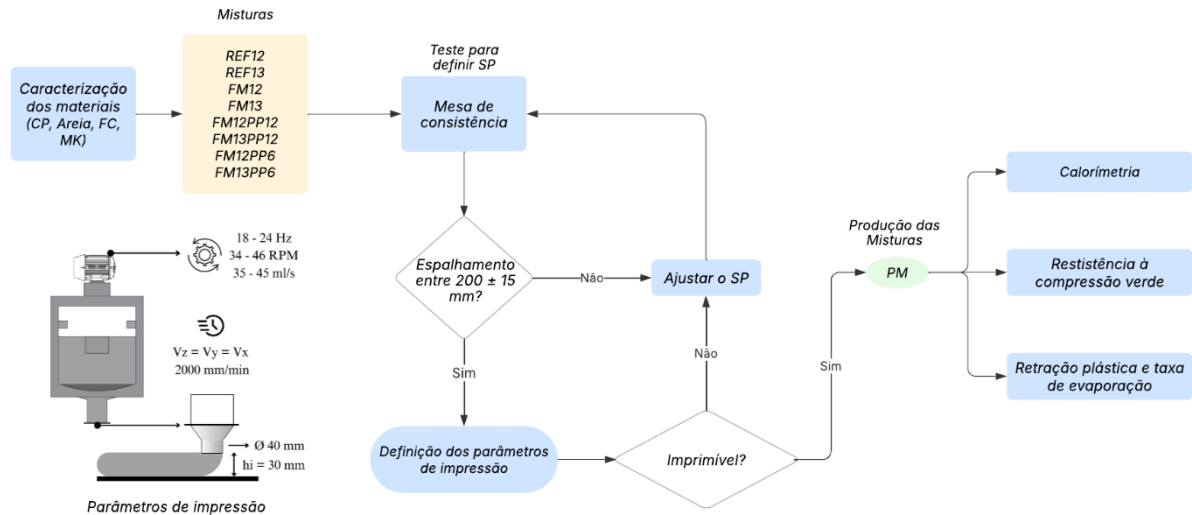 Misturas
REF12
REF13
FM12
FM13
FM12PP12
FM13PP12
FM12PP6
FM13PP6
Caracterização
dos materiais
(CP, Areia, FC,
MK)
Teste para
definir SP
Mesa de
consistência
Espalhamento
entre 200 ± 15
mm?
Não
Ajustar o SP
Sim
Definição dos parâmetros
de impressão
Imprimível?
Não
Sim
Produção das
Misturas
PM
Calorímetria
Restistência à
compressão verde
Retração plástica e taxa
de evaporação
18 - 24 Hz
34 - 46 RPM
35 - 45 ml/s
Vz = Vy = Vx
2000 mm/min
Ø 40 mm
hi = 30 mm
Parâmetros de impressão